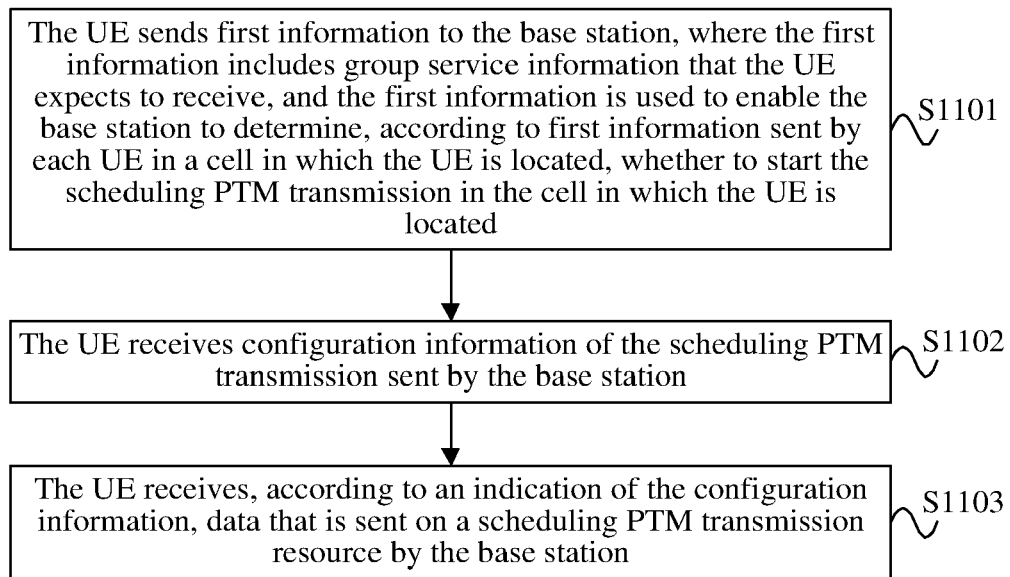 The UE sends first information to the base station, where the first
information includes group service information that the UE
expects to receive, and the first information is used to enable the
base station to determine, according to first information sent by
each UE in a cell in which the UE is located, whether to start the
scheduling PTM transmission in the cell in which the UE is
located
S1101
The UE receives configuration information of the scheduling PTM
transmission sent by the base station
S1102
The UE receives, according to an indication of the configuration
information, data that is sent on a scheduling PTM transmission
resource by the base station
S1103